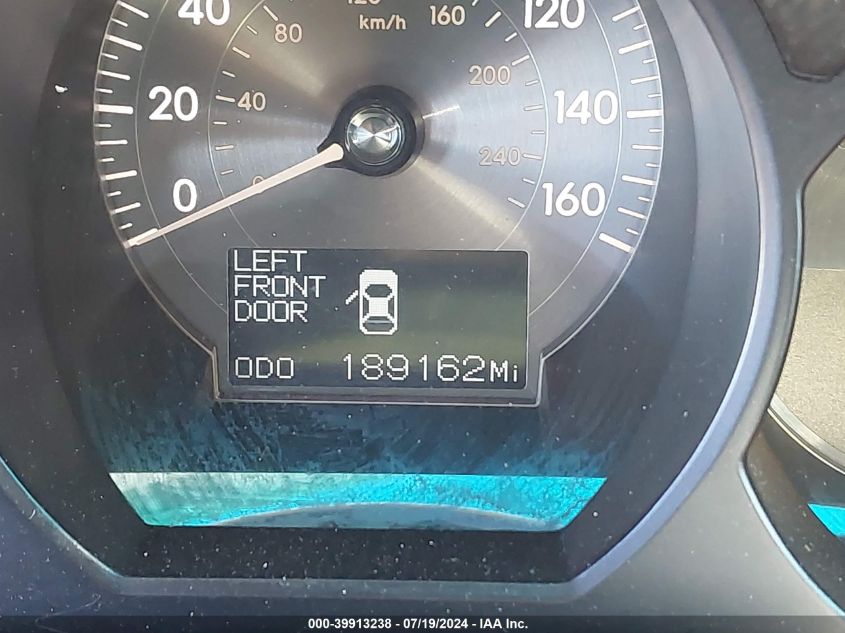 40 120 km/h 160 120
80
20 40 200 140
0 0 240 160
LEFT
FRONT
DOOR
ODO 189162Mi
000-39913238 - 07/19/2024 - IAA Inc.